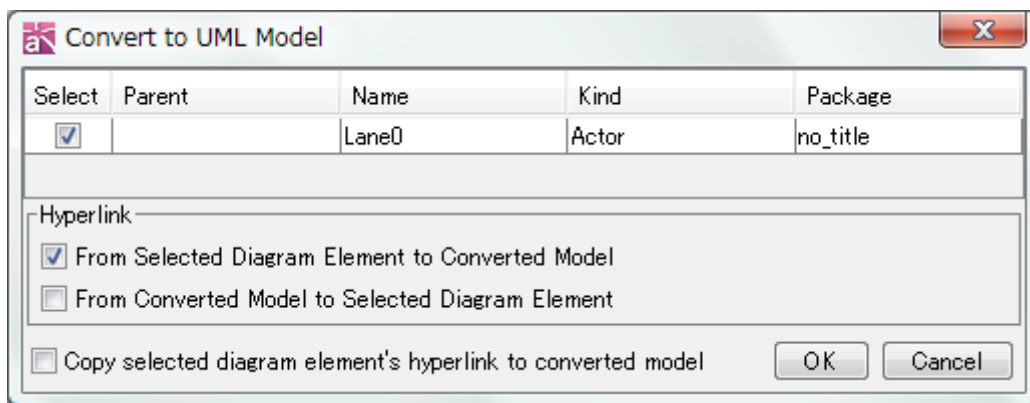 Convert to UML Model
Select Parent Name Kind Package
Lane0 Actor no_title
Hyperlink
From Selected Diagram Element to Converted Model
From Converted Model to Selected Diagram Element
Copy selected diagram element's hyperlink to converted model OK Cancel